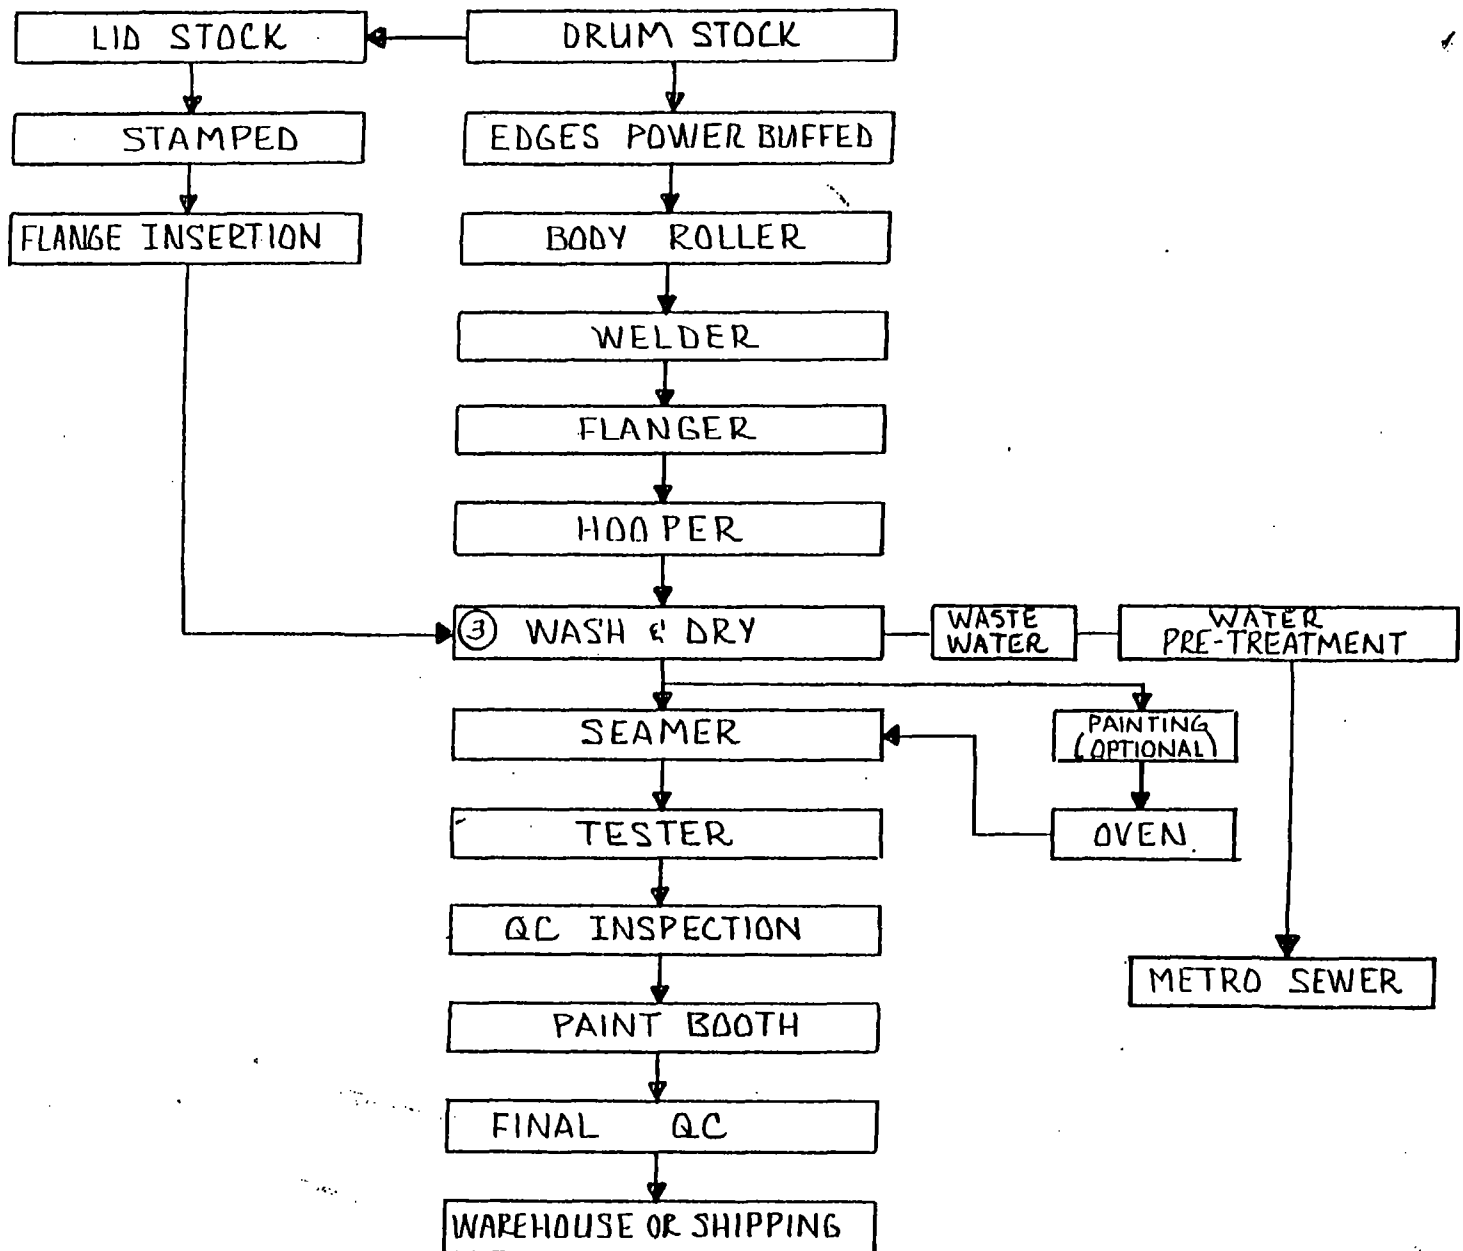 LID STOCK
DRUM STOCK
STAMPED
EDGES POWER BUFFED
FLANGE INSERTION
BODY ROLLER
WELDER
FLANGER
HOOPER
③ WASH & DRY
WASTE
WATER
WATER
PRE-TREATMENT
SEAMER
PAINTING
(OPTIONAL)
TESTER
OVEN
QC INSPECTION
METRO SEWER
PAINT BOOTH
FINAL QC
WAREHOUSE OR SHIPPING